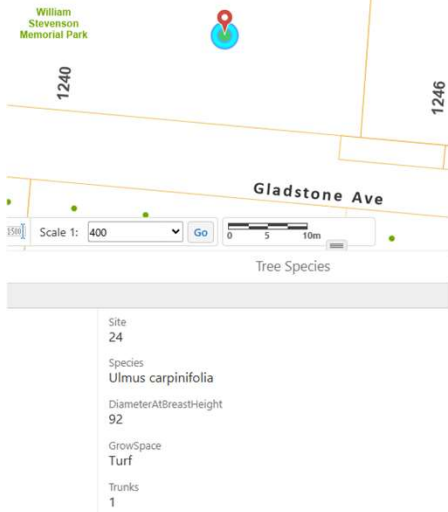 William
Stevenson
Memorial Park
1240
1246
Gladstone Ave
Scale 1: 400 Go 0 5 10m
Tree Species
Site
24
Species
Ulmus carpinifolia
DiameterAtBreastHeight
92
GrowSpace
Turf
Trunks
1